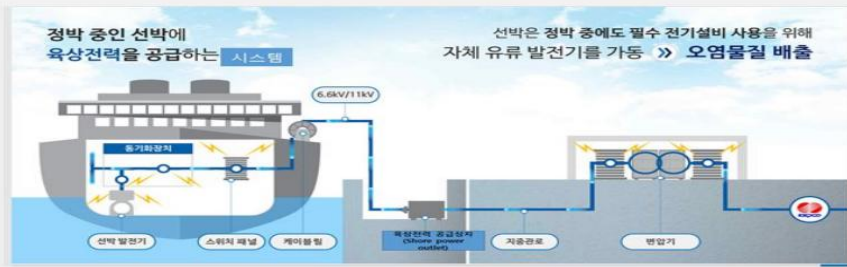 정박 중인 선박에
육상전력을 공급하는 시스템
선박은 정박 중에도 필수 전기설비 사용을 위해
자체 유류 발전기를 가동 » 오염물질 배출
6.6kV/11kV
동기화장치
선박 발전기
스위치 패널
케이블릴
육상전력 공급상자
(Shore power
outlet)
지중관로
변압기